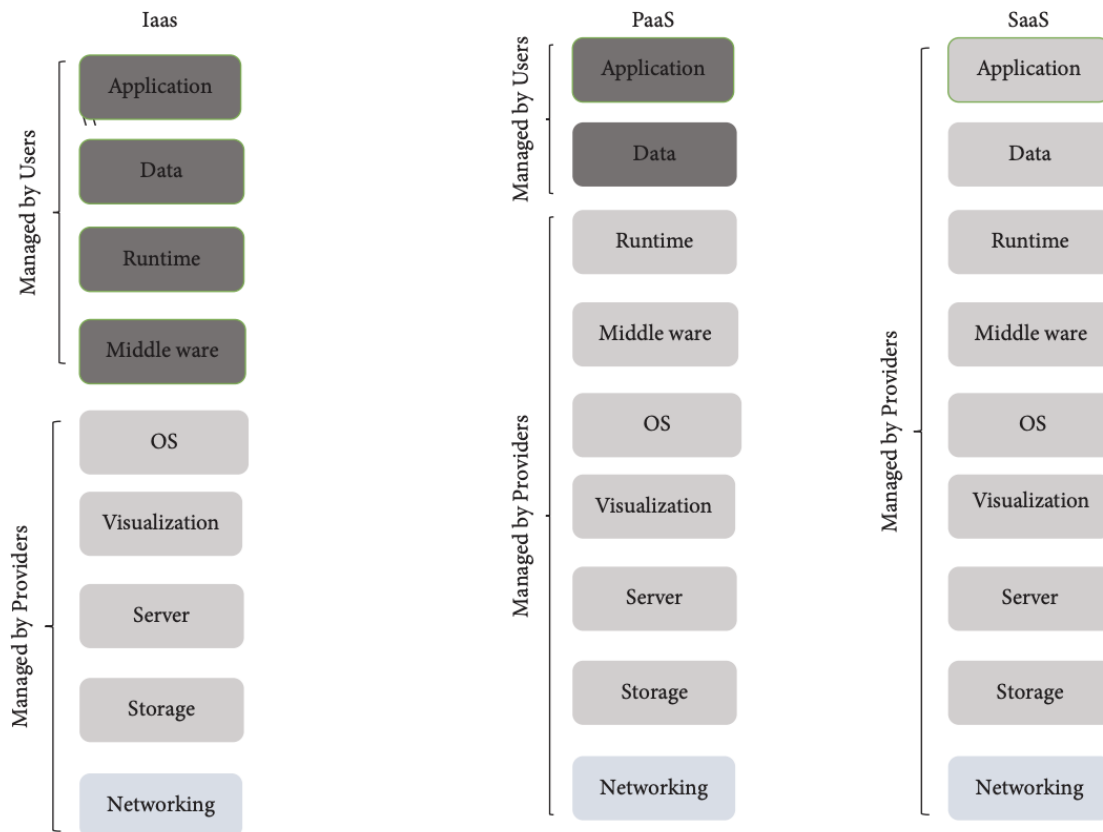 Iaas
Managed by Users
Application
Data
Runtime
Middle ware
Managed by Providers
OS
Visualization
Server
Storage
Networking
PaaS
Managed by Users
Application
Data
Managed by Providers
Runtime
Middle ware
OS
Visualization
Server
Storage
Networking
SaaS
Managed by Providers
Application
Data
Runtime
Middle ware
OS
Visualization
Server
Storage
Networking